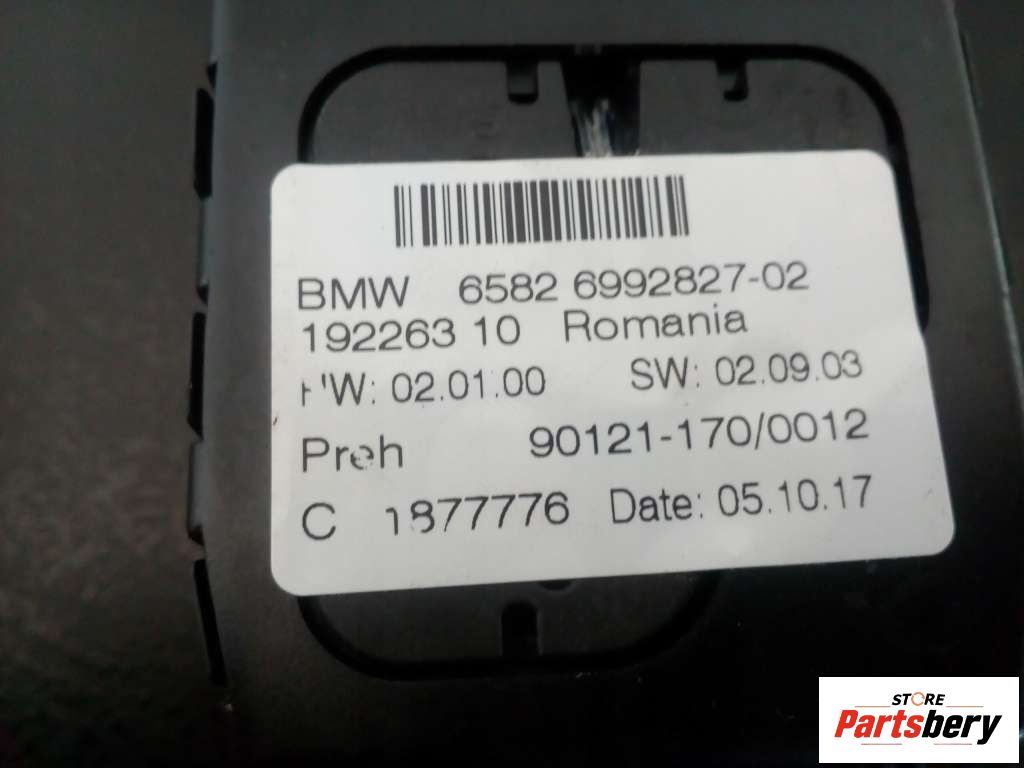 BMW 6582 6992827-02
192263 10 Romania
HW: 02.01.00 SW: 02.09.03
Preh 90121-170/0012
C 1877776 Date: 05.10.17
STORE
Partsbery